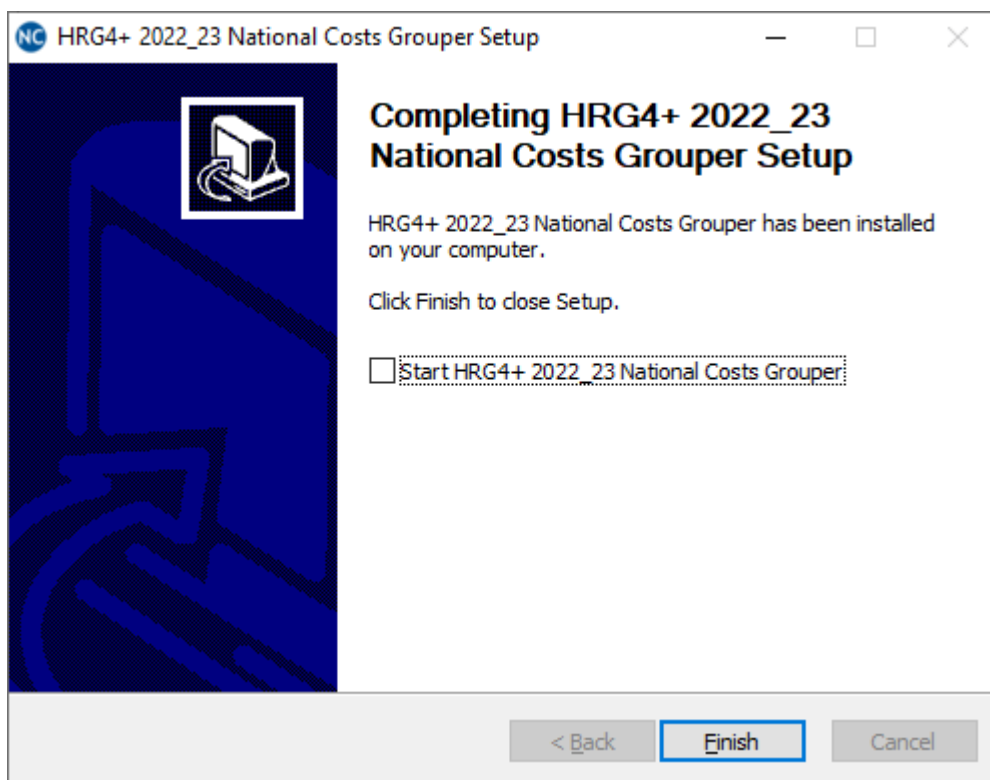 NC HRG4+ 2022_23 National Costs Grouper Setup
Completing HRG4+ 2022_23
National Costs Grouper Setup
HRG4+ 2022_23 National Costs Grouper has been installed
on your computer.
Click Finish to close Setup.
Start HRG4+ 2022_23 National Costs Grouper
< Back Finish Cancel